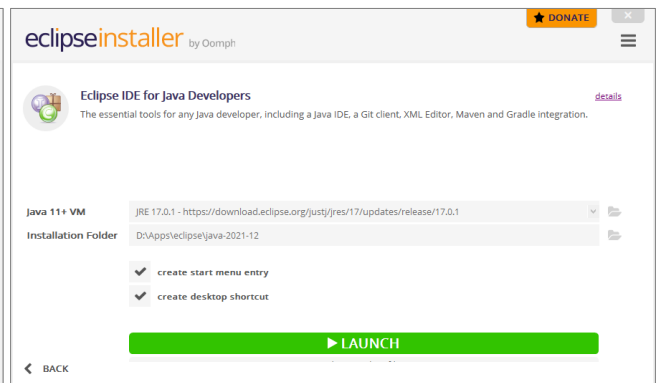 ★ DONATE
eclipseinstaller by Oomph
Eclipse IDE for Java Developers
details
The essential tools for any Java developer, including a Java IDE, a Git client, XML Editor, Maven and Gradle integration.
Java 11+ VM
JRE 17.0.1 - https://download.eclipse.org/justj/jres/17/updates/release/17.0.1
Installation Folder
D:\Apps\eclipse\java-2021-12
create start menu entry
create desktop shortcut
LAUNCH
BACK